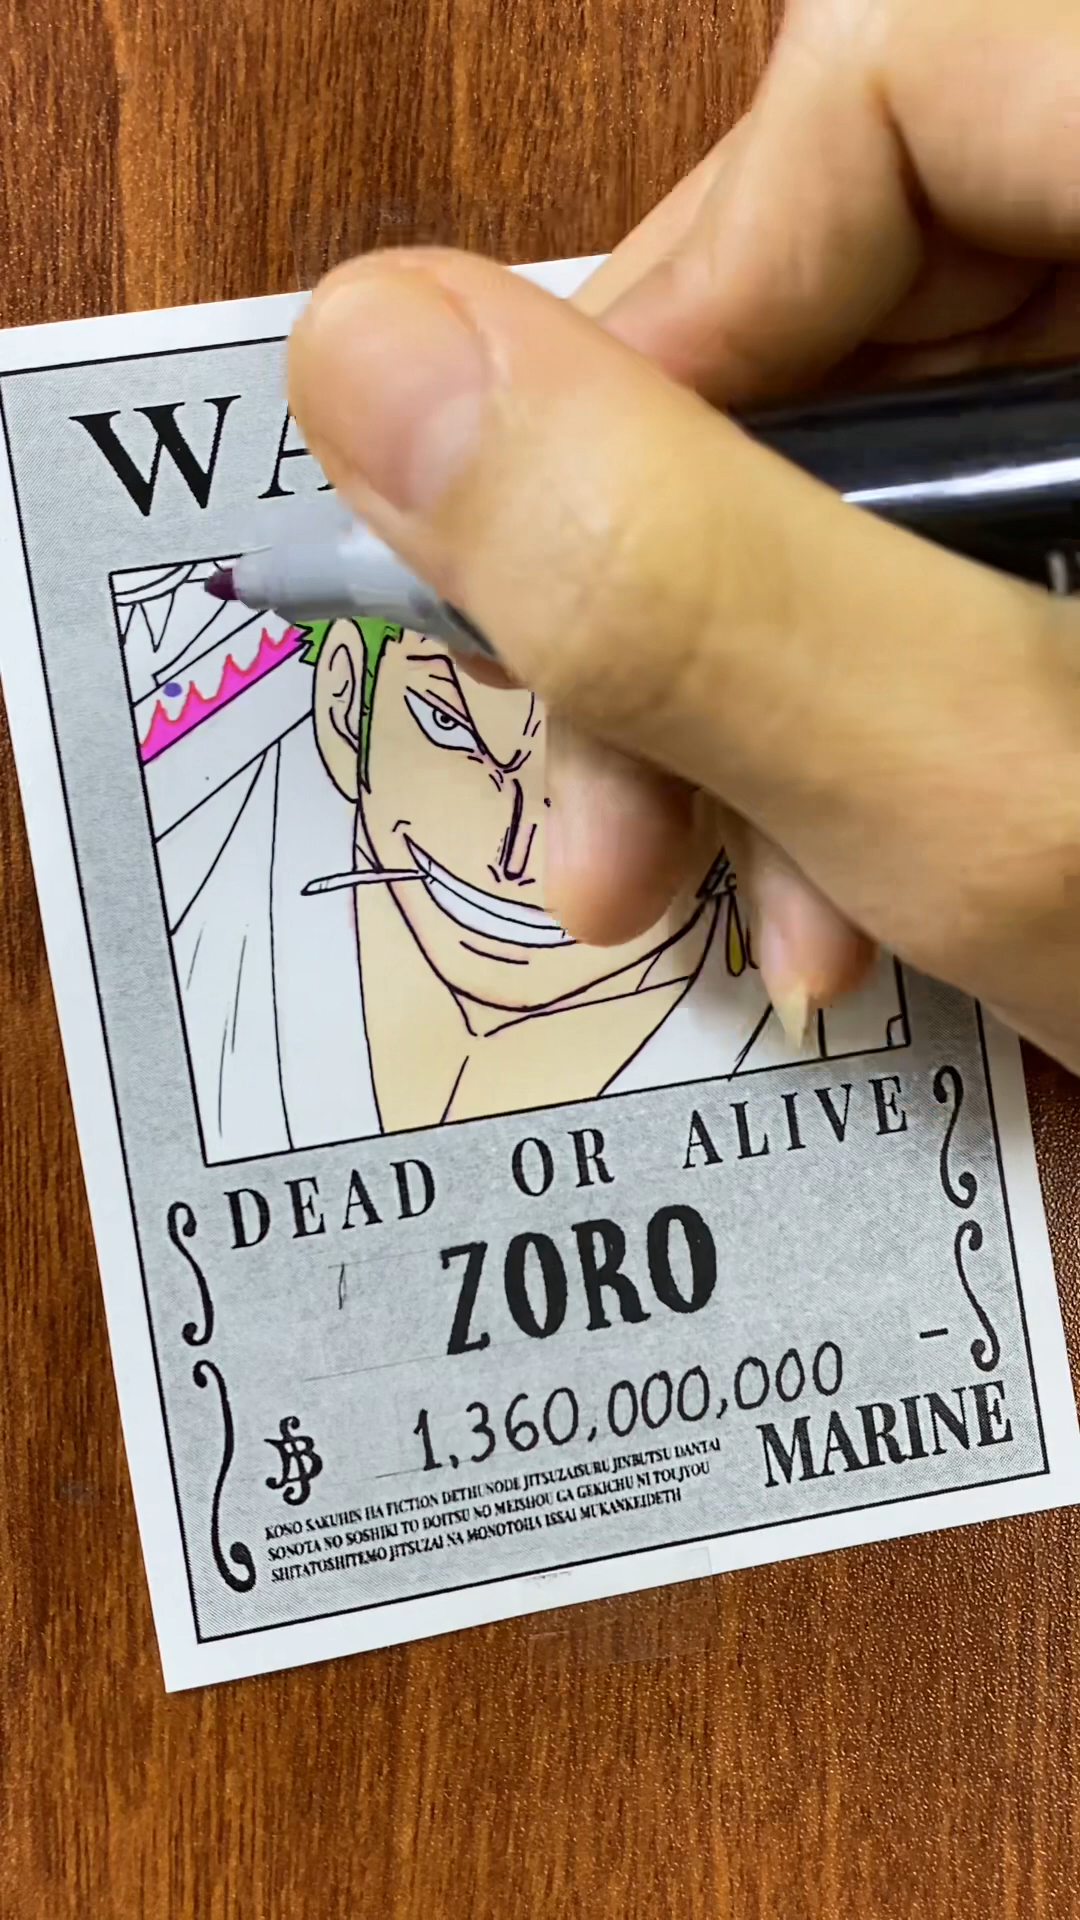 WA
DEAD OR ALIVE
ZORO
1,360,000,000 -
MARINE
KONO SAKUHIN HA FICTION DETHUNODE JITSUZAISURU JINBUTSU DANTAI
SONOTA NO SOSHIKI TO DOITSU NO MEISHOU GA GEKICHU NI TOUJYOU
SHITATOSHITEMO JITSUZAI NA MONOTOHA ISSAI MUKANKEIDETH